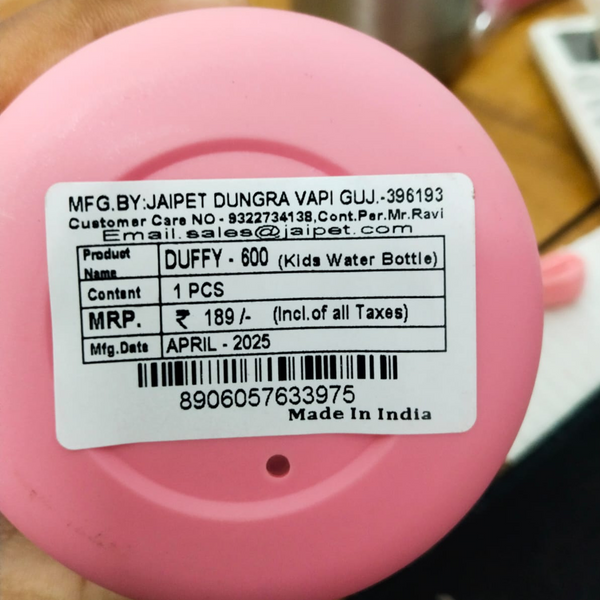 MFG.BY:JAIPET DUNGRA VAPI GUJ.-396193
Customer Care NO - 9322734138,Cont.Per.Mr.Ravi
Email.sales@jaipet.com
Product Name DUFFY - 600 (Kids Water Bottle)
Content 1 PCS
MRP. ₹ 189/- (Incl.of all Taxes)
Mfg.Date APRIL - 2025
8906057633975
Made In India